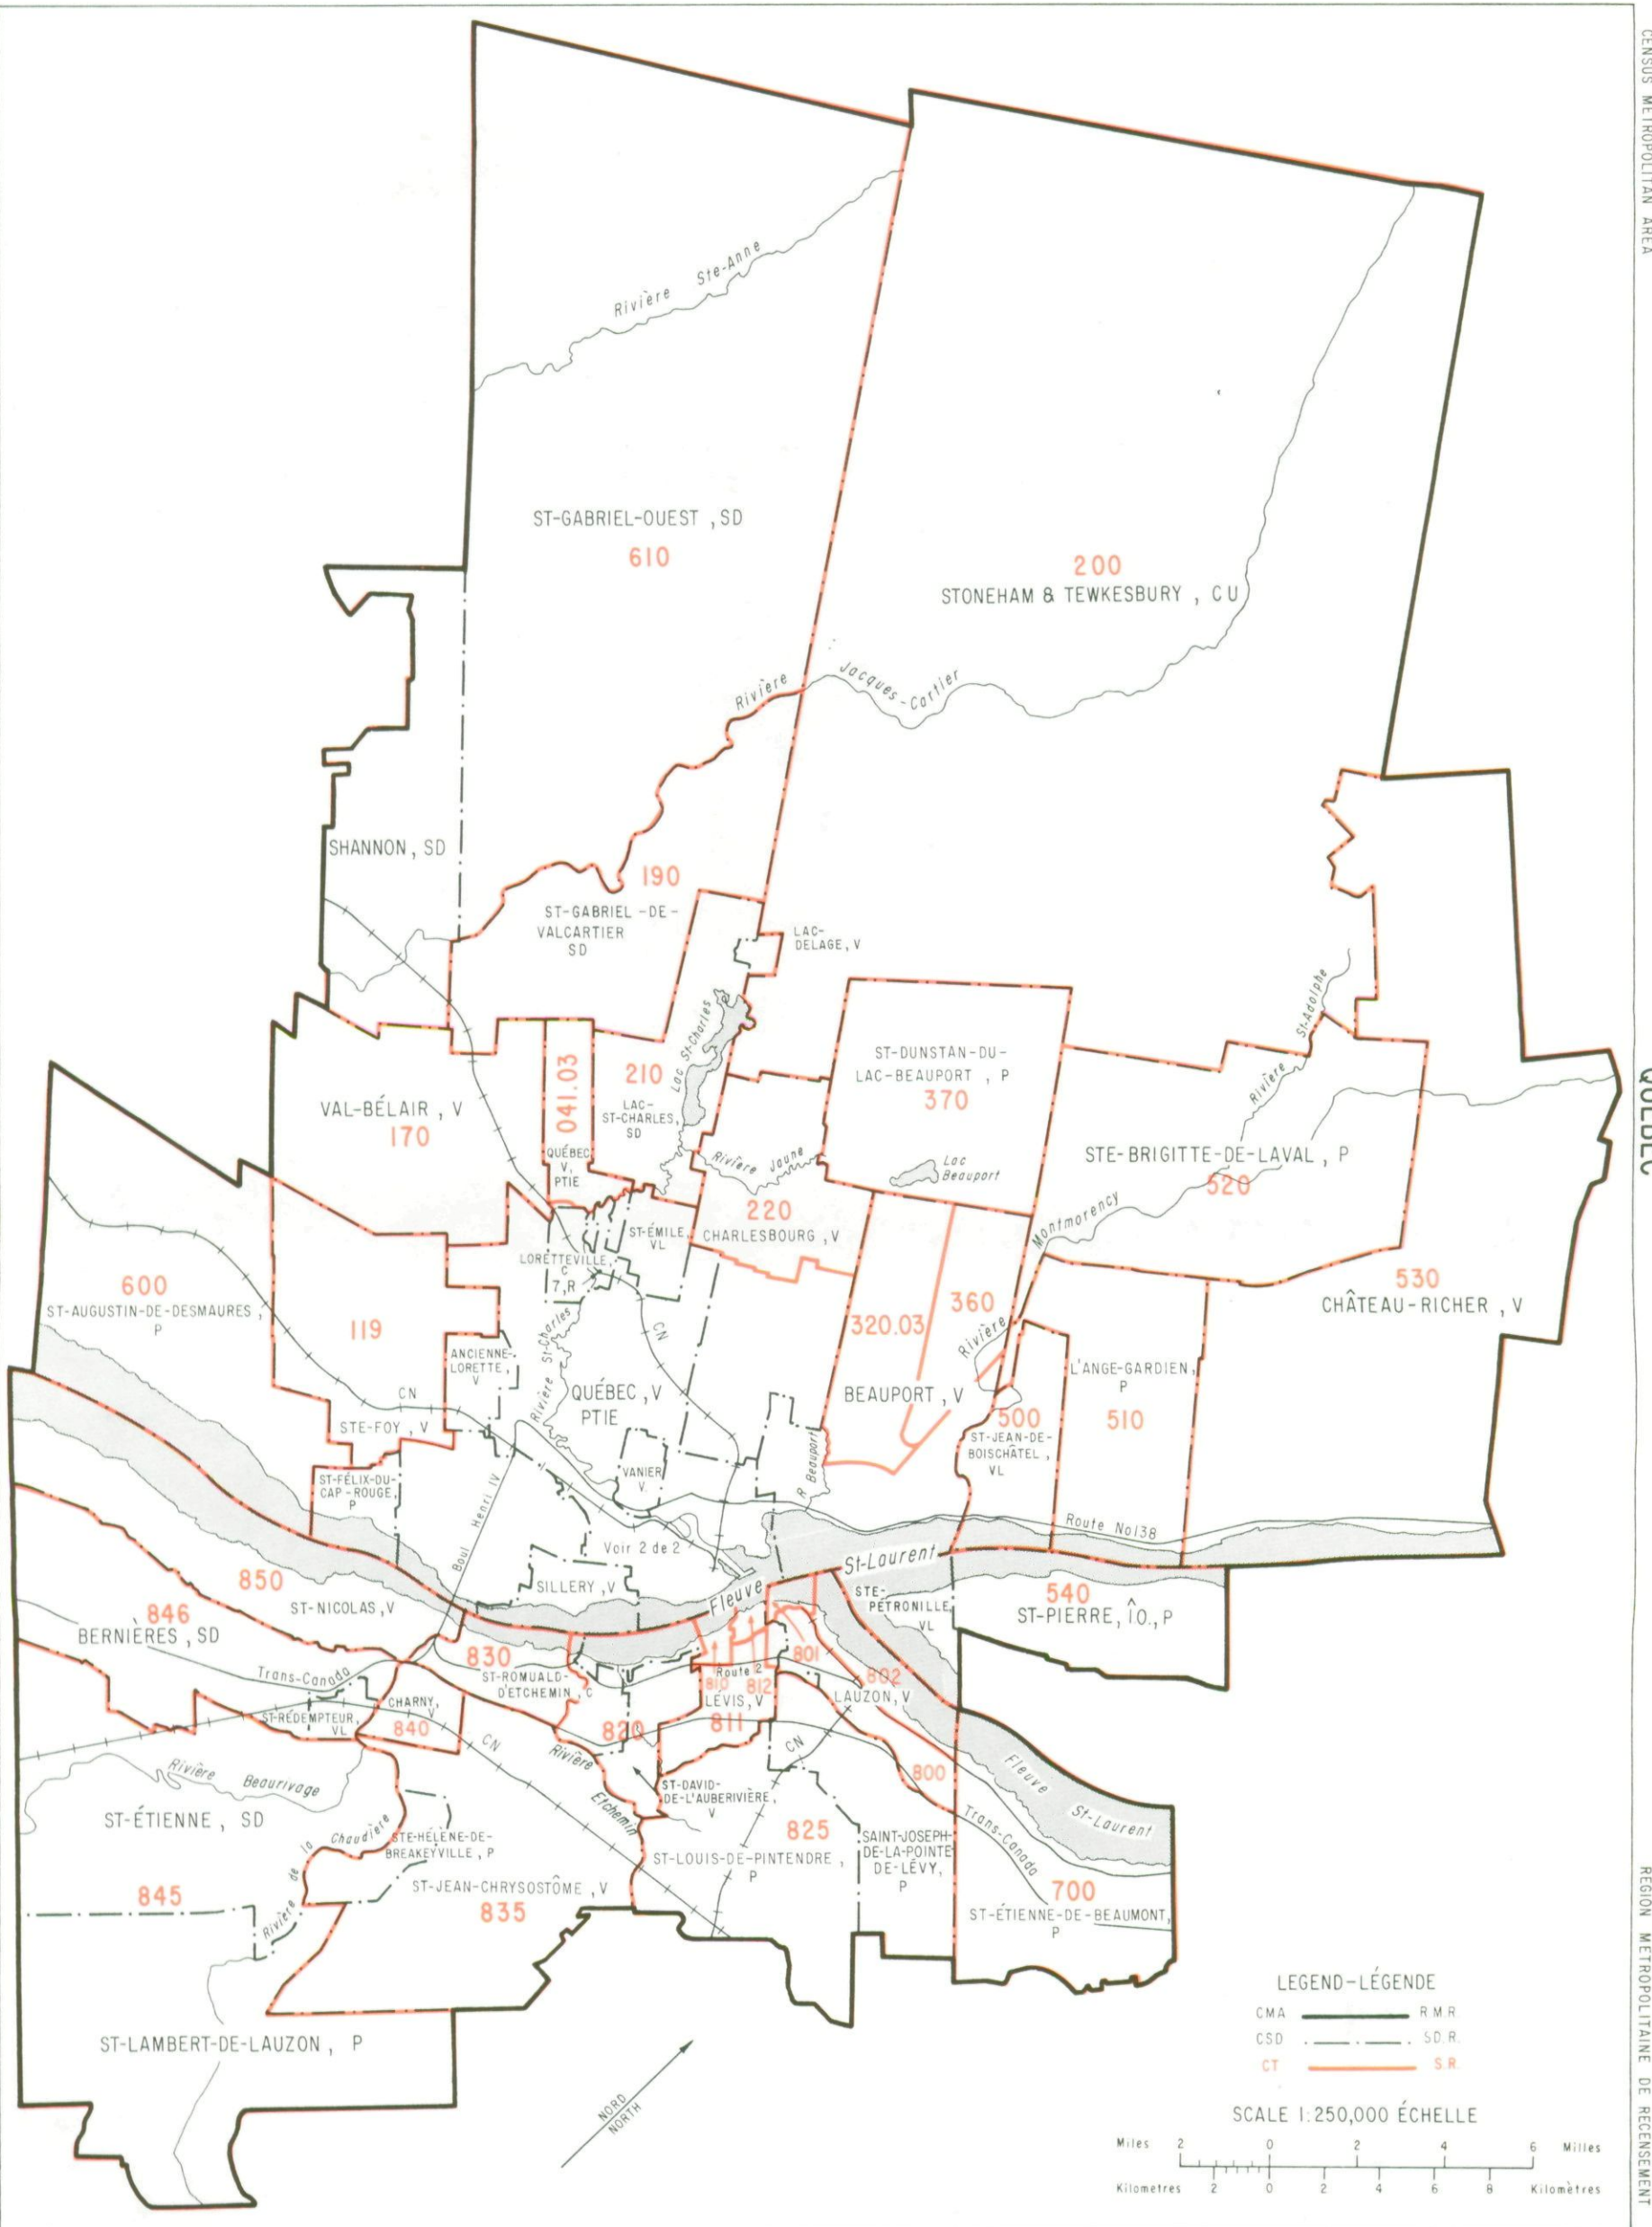 CENSUS METROPOLITAN AREA
QUÉBEC
RÉGION MÉTROPOLITAINE DE RECENSEMENT
Rivière Ste-Anne
ST-GABRIEL-OUEST , SD
610
200
STONEHAM & TEWKESBURY , CU
Rivière Jacques-Cartier
SHANNON , SD
190
ST-GABRIEL-DE-
VALCARTIER
SD
LAC-
DELAGE, V
Lac St-Charles
ST-DUNSTAN-DU-
LAC-BEAUPORT , P
370
Rivière St-Adolphe
041.03
210
LAC-
ST-CHARLES,
SD
VAL-BÉLAIR , V
170
QUÉBEC
V,
PTIE
Rivière Jaune
Lac
Beauport
STE-BRIGITTE-DE-LAVAL , P
520
Montmorency
220
CHARLESBOURG , V
ST-ÉMILE,
VL
LORETTEVILLE,
C
7,R
600
ST-AUGUSTIN-DE-DESMAURES,
P
530
CHÂTEAU-RICHER , V
119
320.03
360
Rivière
CN
Rivière St-Charles
ANCIENNE-
LORETTE,
V
L'ANGE-GARDIEN,
P
510
CN
STE-FOY , V
QUÉBEC , V
PTIE
BEAUPORT , V
500
ST-JEAN-DE-
BOISCHÂTEL ,
VL
R. Beauport
VANIER
V.
ST-FÉLIX-DU-
CAP-ROUGE,
P
Boul Henri IV
Route No138
Voir 2 de 2
SILLERY , V
Fleuve St-Laurent
850
ST-NICOLAS , V
STE-
PÉTRONILLE,
VL
540
ST-PIERRE, ÎO., P
846
BERNIÈRES , SD
Trans-Canada
830
ST-ROMUALD-
D'ETCHEMIN , C
801
802
Route 2
810
812
LÉVIS, V
811
LAUZON, V
CHARNY,
V
840
ST-RÉDEMPTEUR,
VL
820
CN
CN
Rivière Etchemin
800
Fleuve St-Laurent
Rivière Beaurivage
ST-DAVID-
DE-L'AUBERIVIÈRE,
V
Trans-Canada
ST-ÉTIENNE , SD
Rivière de la Chaudière
STE-HÉLÈNE-DE-
BREAKEYVILLE, P
825
ST-LOUIS-DE-PINTENDRE ,
P
SAINT-JOSEPH-
DE-LA-POINTE
DE-LÉVY,
P
845
ST-JEAN-CHRYSOSTÔME , V
835
700
ST-ÉTIENNE-DE-BEAUMONT,
P
ST-LAMBERT-DE-LAUZON , P
NORD
NORTH
LEGEND-LÉGENDE
CMA R.M.R.
CSD S.D.R.
CT S.R.
SCALE 1:250,000 ÉCHELLE
Miles 2 0 2 4 6 Milles
Kilometres 2 0 2 4 6 8 Kilomètres